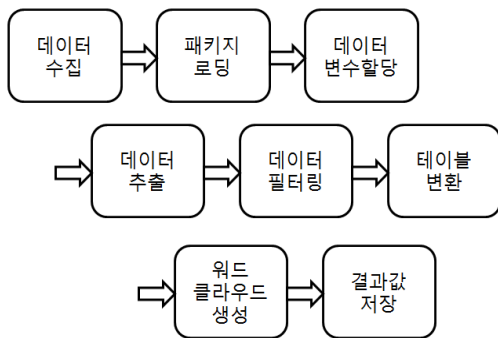 데이터
수집
패키지
로딩
데이터
변수할당
데이터
추출
데이터
필터링
테이블
변환
워드
클라우드
생성
결과값
저장